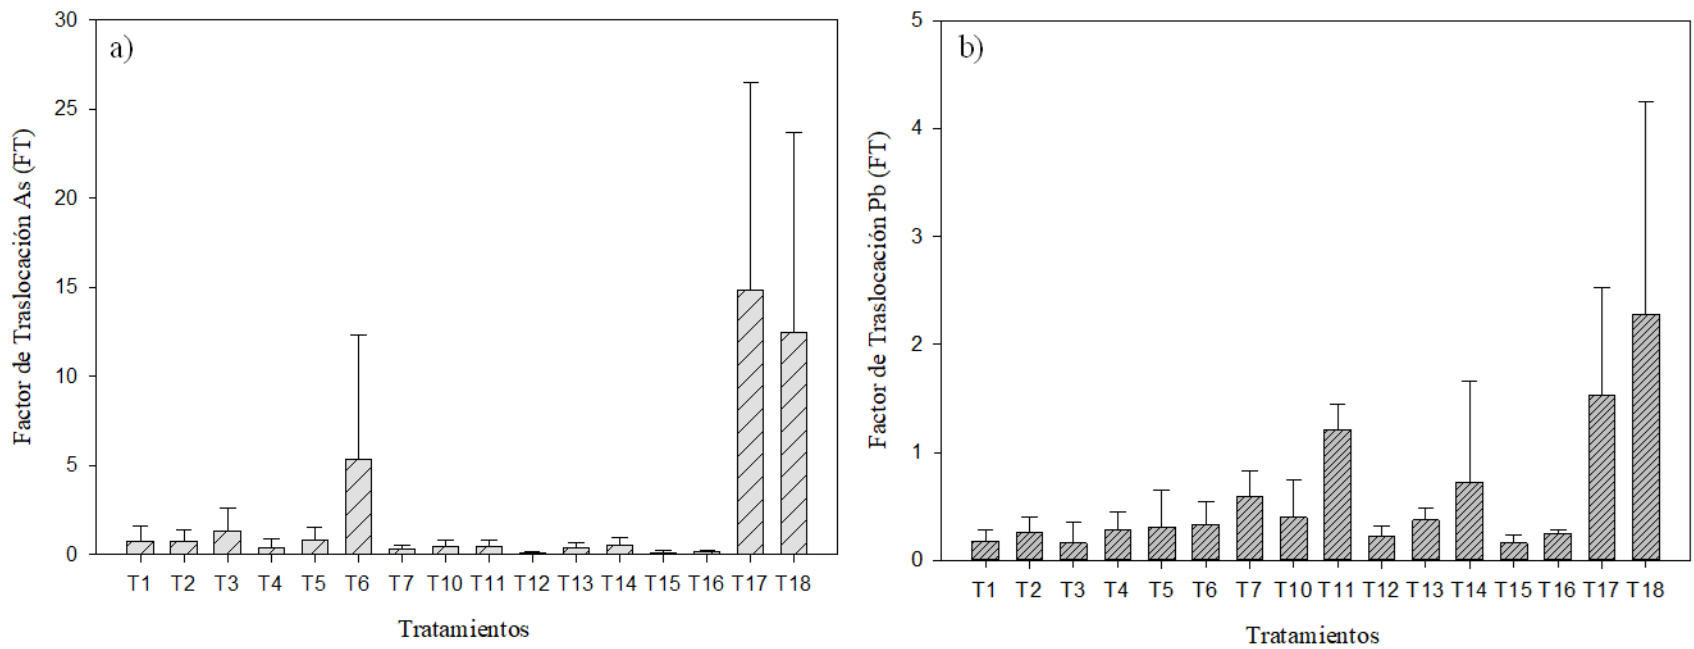 a)
Factor de Traslocación As (FT)
30
25
20
15
10
5
0
T1 T2 T3 T4 T5 T6 T7 T10 T11 T12 T13 T14 T15 T16 T17 T18
Tratamientos
b)
Factor de Traslocación Pb (FT)
5
4
3
2
1
0
T1 T2 T3 T4 T5 T6 T7 T10 T11 T12 T13 T14 T15 T16 T17 T18
Tratamientos